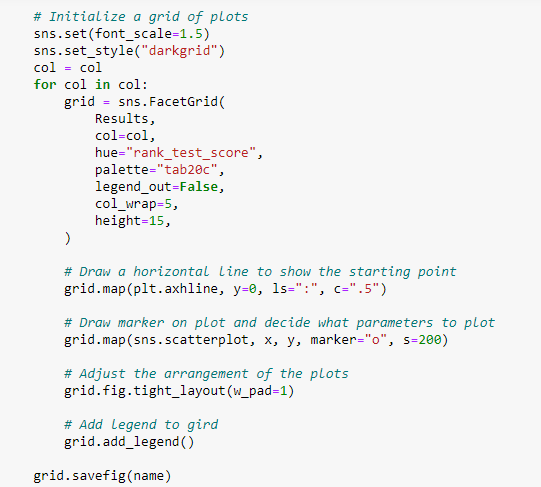 # Initialize a grid of plots
sns.set(font_scale=1.5)
sns.set_style("darkgrid")
col = col
for col in col:
    grid = sns.FacetGrid(
        Results,
        col=col,
        hue="rank_test_score",
        palette="tab20c",
        legend_out=False,
        col_wrap=5,
        height=15,
    )
    # Draw a horizontal line to show the starting point
    grid.map(plt.axhline, y=0, ls=":", c=".5")
    # Draw marker on plot and decide what parameters to plot
    grid.map(sns.scatterplot, x, y, marker="o", s=200)
    # Adjust the arrangement of the plots
    grid.fig.tight_layout(w_pad=1)
    # Add legend to gird
    grid.add_legend()
grid.savefig(name)